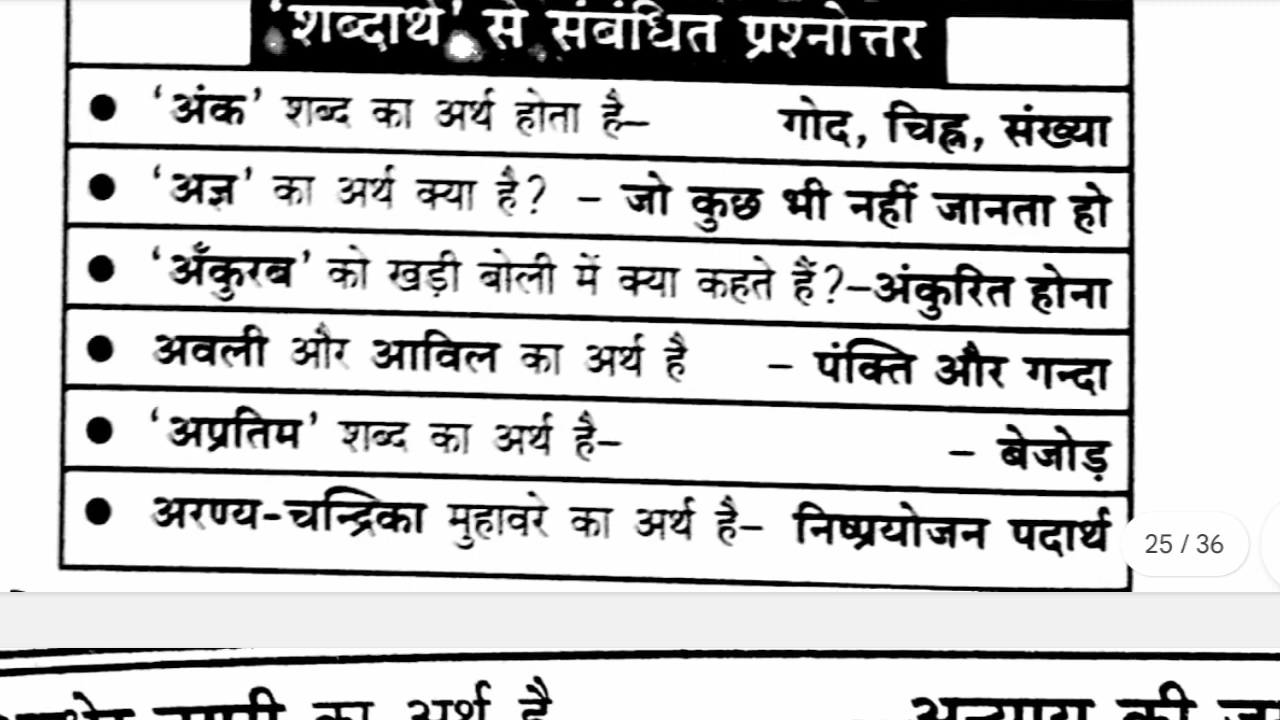 'शब्दार्थ' से संबंधित प्रश्नोत्तर
• 'अंक' शब्द का अर्थ होता है– गोद, चिह्न, संख्या
• 'अज्ञ' का अर्थ क्या है? – जो कुछ भी नहीं जानता हो
• 'अँकुरब' को खड़ी बोली में क्या कहते हैं?–अंकुरित होना
• अवली और आविल का अर्थ है – पंक्ति और गन्दा
• 'अप्रतिम' शब्द का अर्थ है– – बेजोड़
• अरण्य-चन्द्रिका मुहावरे का अर्थ है– निष्प्रयोजन पदार्थ
25 / 36
का अर्थ है की